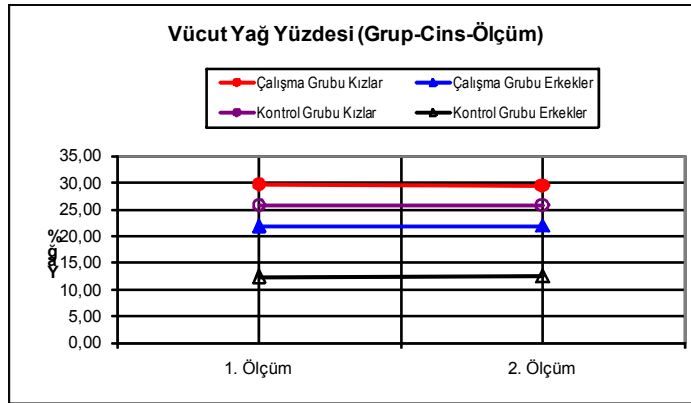 Vücut Yağ Yüzdesi (Grup-Cins-Ölçüm)
Çalışma Grubu Kızlar
Çalışma Grubu Erkekler
Kontrol Grubu Kızlar
Kontrol Grubu Erkekler
35,00
30,00
25,00
20,00
15,00
10,00
5,00
0,00
Yağ%
1. Ölçüm
2. Ölçüm